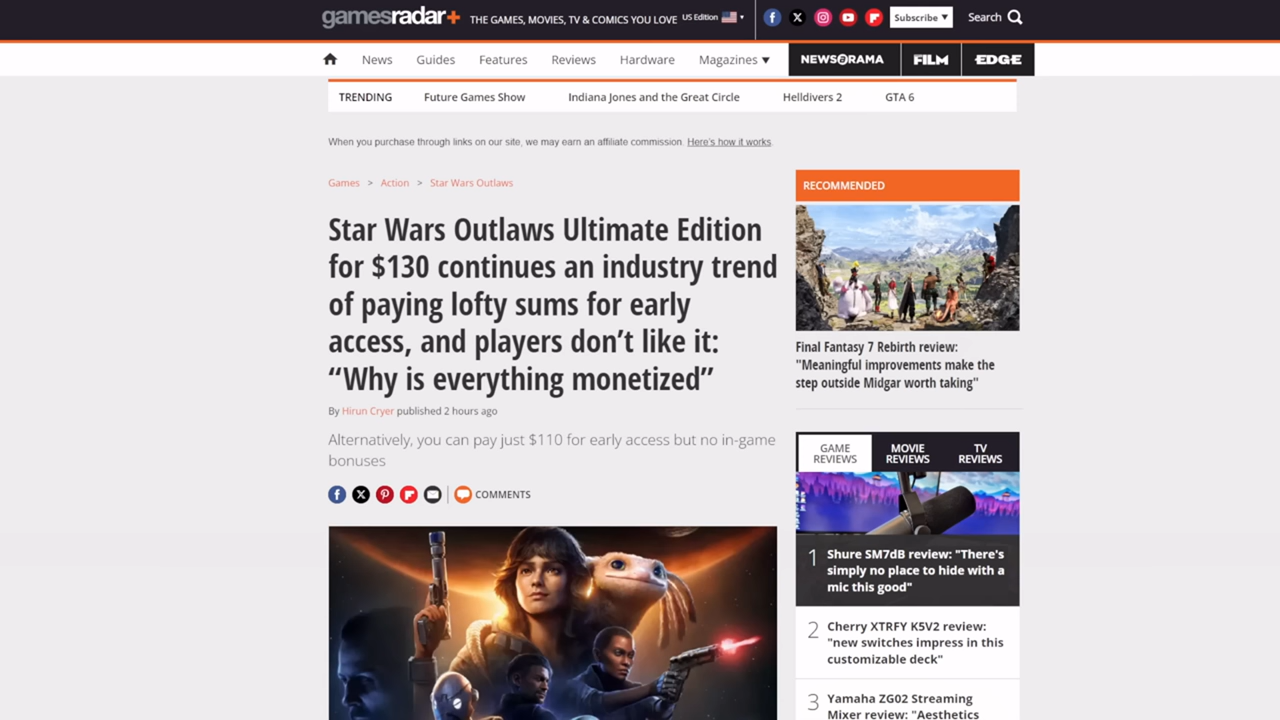 gamesradar+ THE GAMES, MOVIES, TV & COMICS YOU LOVE US Edition Subscribe ▼ Search
News Guides Features Reviews Hardware Magazines ▼ NEWSARAMA FILM EDGE
TRENDING Future Games Show Indiana Jones and the Great Circle Helldivers 2 GTA 6
When you purchase through links on our site, we may earn an affiliate commission. Here's how it works.
Games > Action > Star Wars Outlaws
Star Wars Outlaws Ultimate Edition
for $130 continues an industry trend
of paying lofty sums for early
access, and players don’t like it:
“Why is everything monetized”
By Hirun Cryer published 2 hours ago
Alternatively, you can pay just $110 for early access but no in-game
bonuses
COMMENTS
RECOMMENDED
Final Fantasy 7 Rebirth review:
"Meaningful improvements make the
step outside Midgar worth taking"
GAME
REVIEWS
MOVIE
REVIEWS
TV
REVIEWS
1 Shure SM7dB review: "There's
simply no place to hide with a
mic this good"
2 Cherry XTRFY K5V2 review:
"new switches impress in this
customizable deck"
3 Yamaha ZG02 Streaming
Mixer review: "Aesthetics